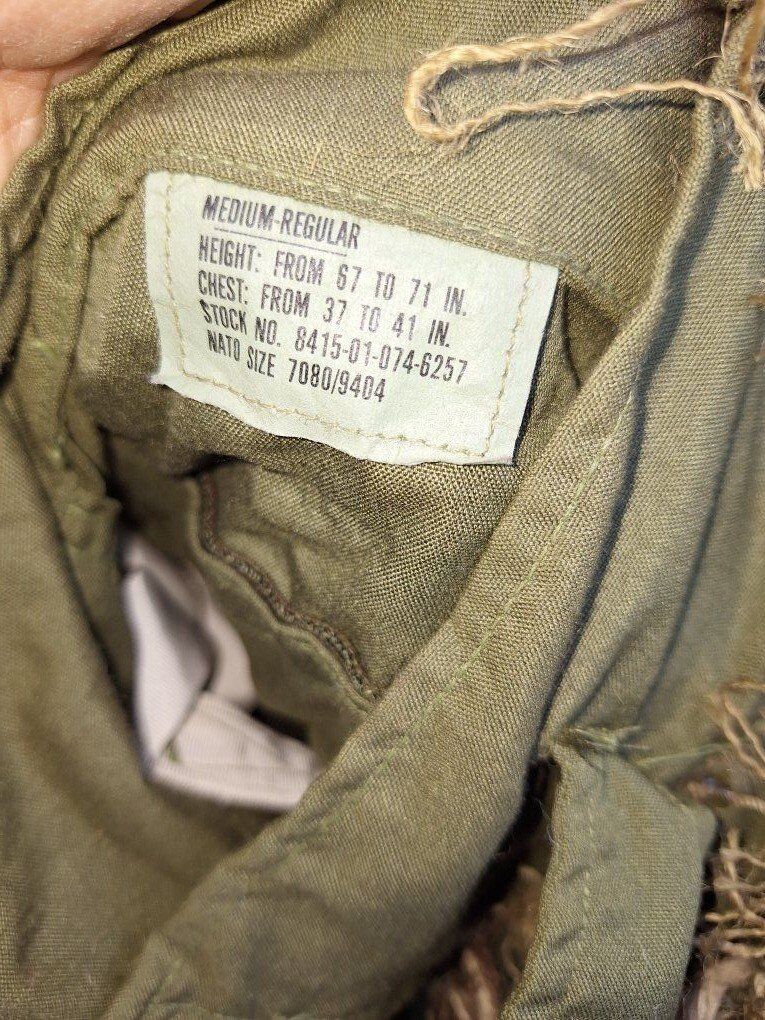 MEDIUM-REGULAR
HEIGHT: FROM 67 TO 71 IN.
CHEST: FROM 37 TO 41 IN.
STOCK NO. 8415-01-074-6257
NATO SIZE 7080/9404